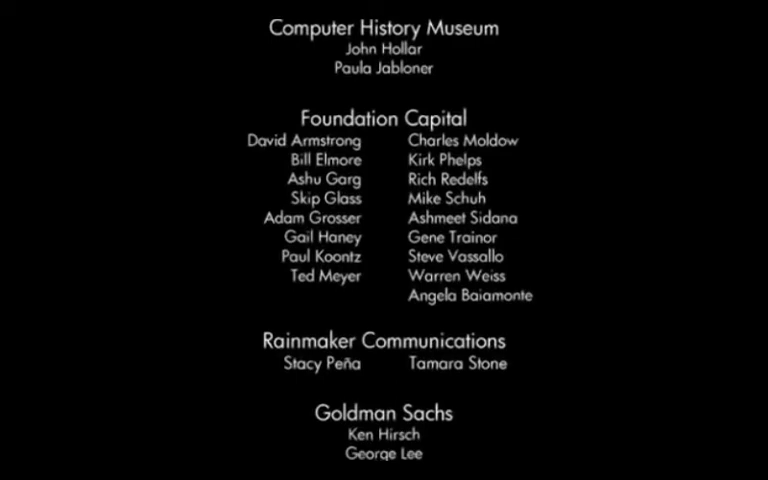 Computer History Museum
John Hollar
Paula Jabloner
Foundation Capital
David Armstrong Charles Moldow
Bill Elmore Kirk Phelps
Ashu Garg Rich Redelfs
Skip Glass Mike Schuh
Adam Grosser Ashmeet Sidana
Gail Haney Gene Trainor
Paul Koontz Steve Vassallo
Ted Meyer Warren Weiss
Angela Baiamonte
Rainmaker Communications
Stacy Peña Tamara Stone
Goldman Sachs
Ken Hirsch
George Lee